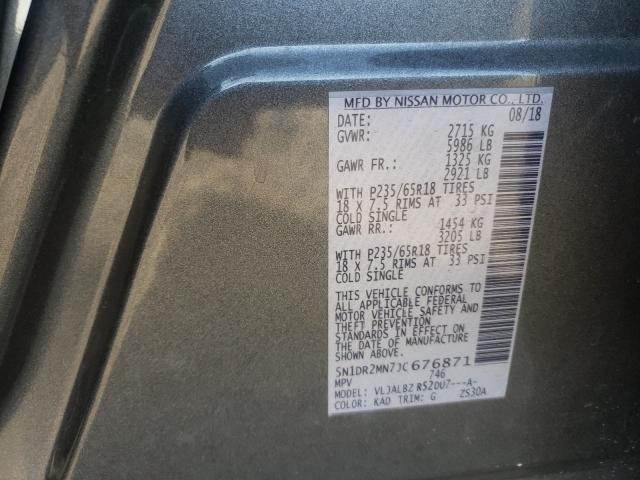 MFD BY NISSAN MOTOR CO., LTD.
DATE: 08/18
GVWR: 2715 KG
5986 LB
GAWR FR.: 1325 KG
2921 LB
WITH P235/65R18 TIRES
18 X 7.5 RIMS AT 33 PSI
COLD SINGLE
GAWR RR.: 1454 KG
3205 LB
WITH P235/65R18 TIRES
18 X 7.5 RIMS AT 33 PSI
COLD SINGLE
THIS VEHICLE CONFORMS TO
ALL APPLICABLE FEDERAL
MOTOR VEHICLE SAFETY AND
THEFT PREVENTION
STANDARDS IN EFFECT ON
THE DATE OF MANUFACTURE
SHOWN ABOVE.
5N1DR2MN7JC676871
MPV 746
MODEL: VLJALBZ R52DU7---A-
COLOR: KAD TRIM: G ZS30A